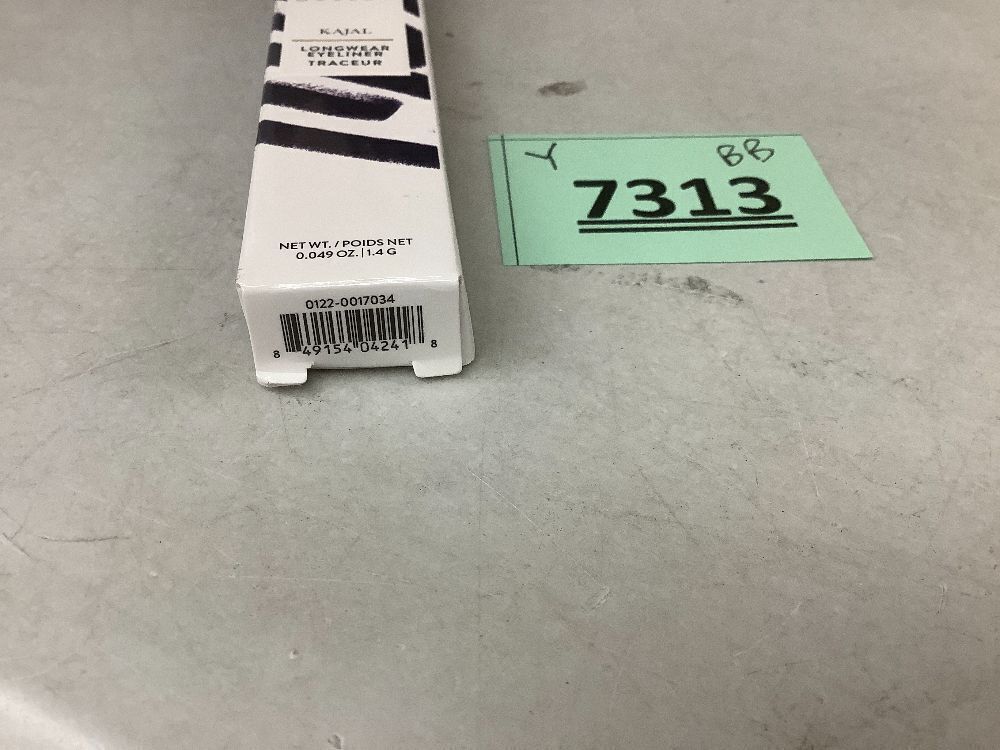 KAJAL
LONGWEAR
EYELINER
TRACEUR
NET WT. / POIDS NET
0.049 OZ. | 1.4 G
0122-0017034
8 49154 04241 8
Y BB
7313